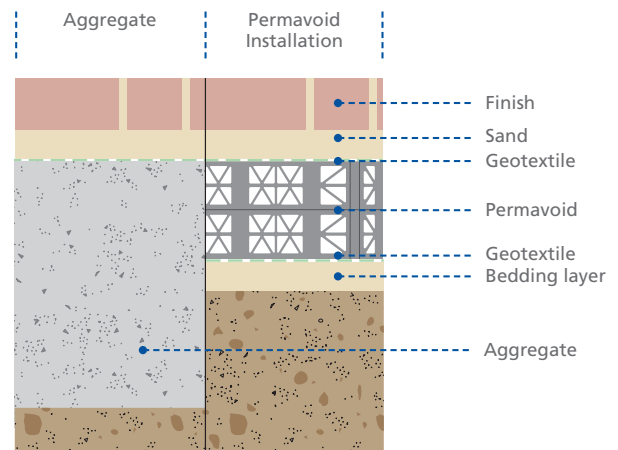 Aggregate
Permavoid
Installation
Finish
Sand
Geotextile
Permavoid
Geotextile
Bedding layer
Aggregate